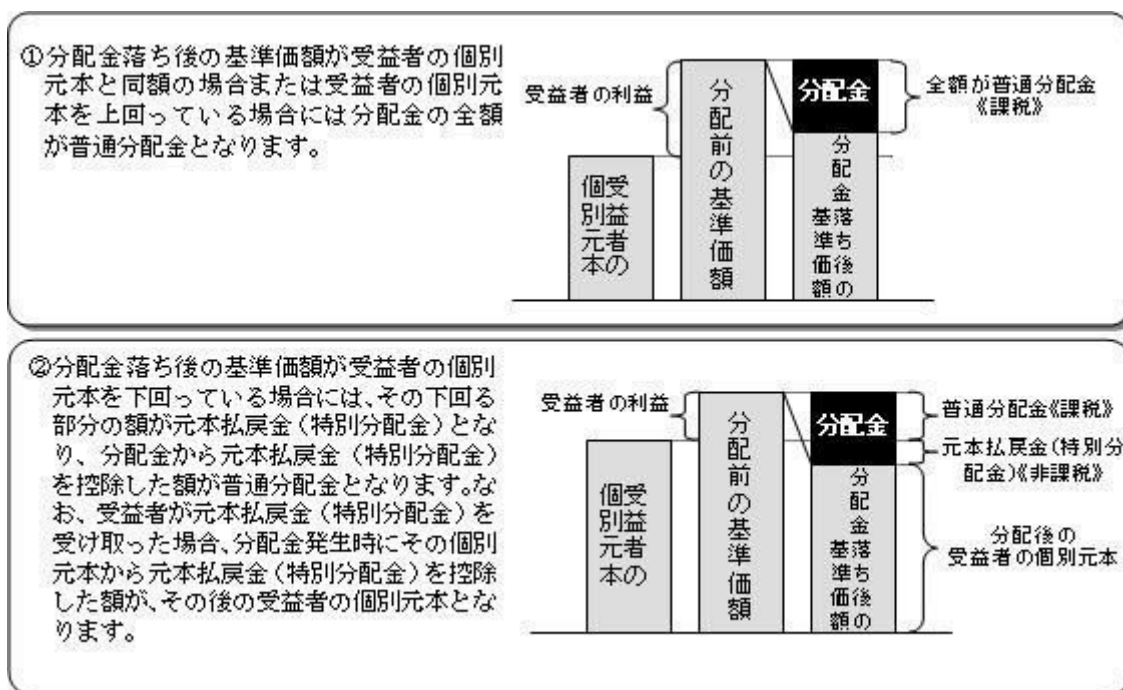 ①分配金落ち後の基準価額が受益者の個別
元本と同額の場合または受益者の個別元
本を上回っている場合には分配金の全額
が普通分配金となります。
受益者の利益
受益者の
個別元本
分配前の基準価額
分配金
分配金落ち後の
基準価額
全額が普通分配金
《課税》
②分配金落ち後の基準価額が受益者の個別
元本を下回っている場合には、その下回る
部分の額が元本払戻金（特別分配金）とな
り、分配金から元本払戻金（特別分配金）
を控除した額が普通分配金となります。な
お、受益者が元本払戻金（特別分配金）を
受け取った場合、分配金発生時にその個別
元本から元本払戻金（特別分配金）を控除
した額が、その後の受益者の個別元本とな
ります。
受益者の利益
受益者の
個別元本
分配前の基準価額
分配金
分配金落ち後の
基準価額
普通分配金《課税》
元本払戻金（特別分
配金）《非課税》
分配後の
受益者の個別元本